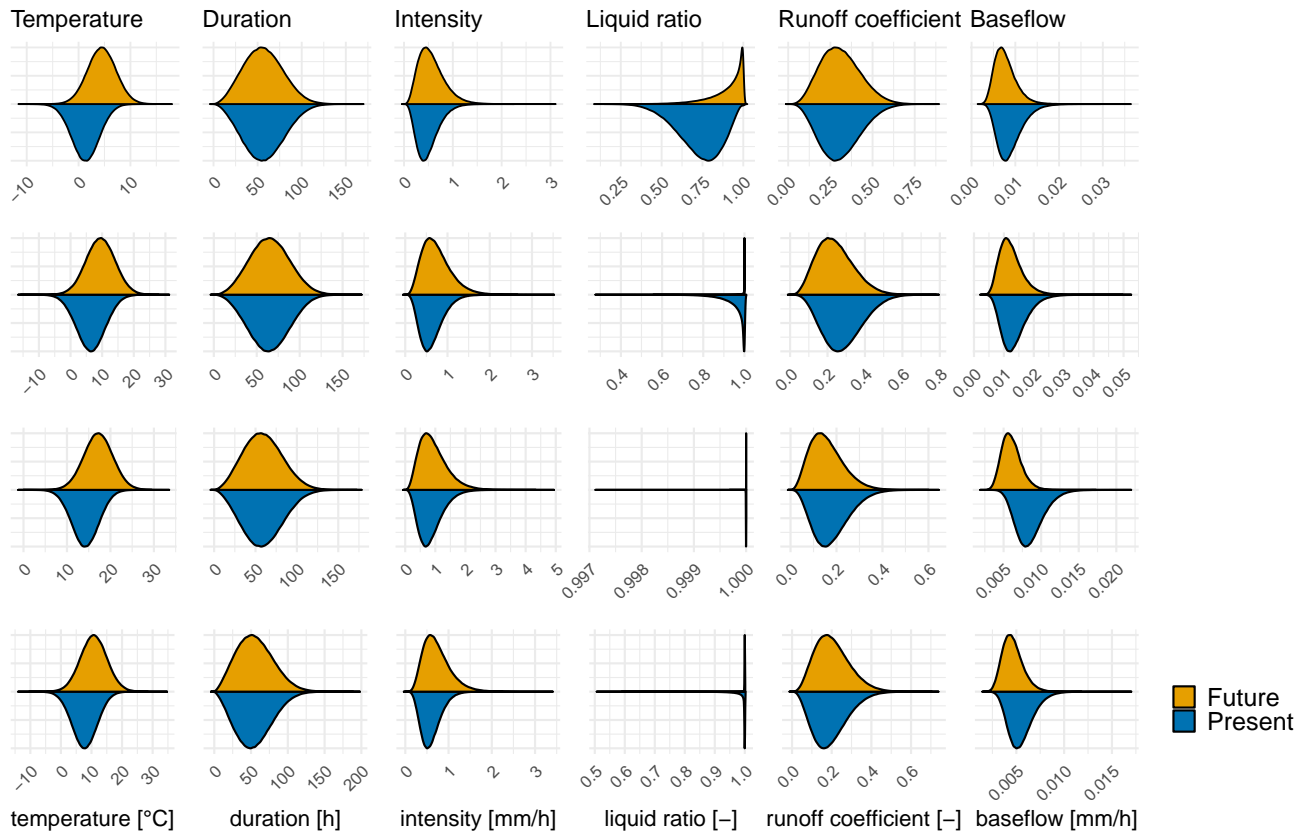 Temperature Duration Intensity Liquid ratio Runoff coefficient Baseflow
−10 0 10 0 50 100 150 0 1 2 3 0.25 0.50 0.75 1.00 0.00 0.25 0.50 0.75 0.00 0.01 0.02 0.03
−10 0 10 20 30 0 50 100 150 0 1 2 3 0.4 0.6 0.8 1.0 0.0 0.2 0.4 0.6 0.8 0.00 0.01 0.02 0.03 0.04 0.05
0 10 20 30 0 50 100 150 0 1 2 3 4 5 0.997 0.998 0.999 1.000 0.0 0.2 0.4 0.6 0.005 0.010 0.015 0.020
−10 0 10 20 30 0 50 100 150 200 0 1 2 3 0.5 0.6 0.7 0.8 0.9 1.0 0.0 0.2 0.4 0.6 0.005 0.010 0.015
Future
Present
temperature [°C] duration [h] intensity [mm/h] liquid ratio [−] runoff coefficient [−] baseflow [mm/h]